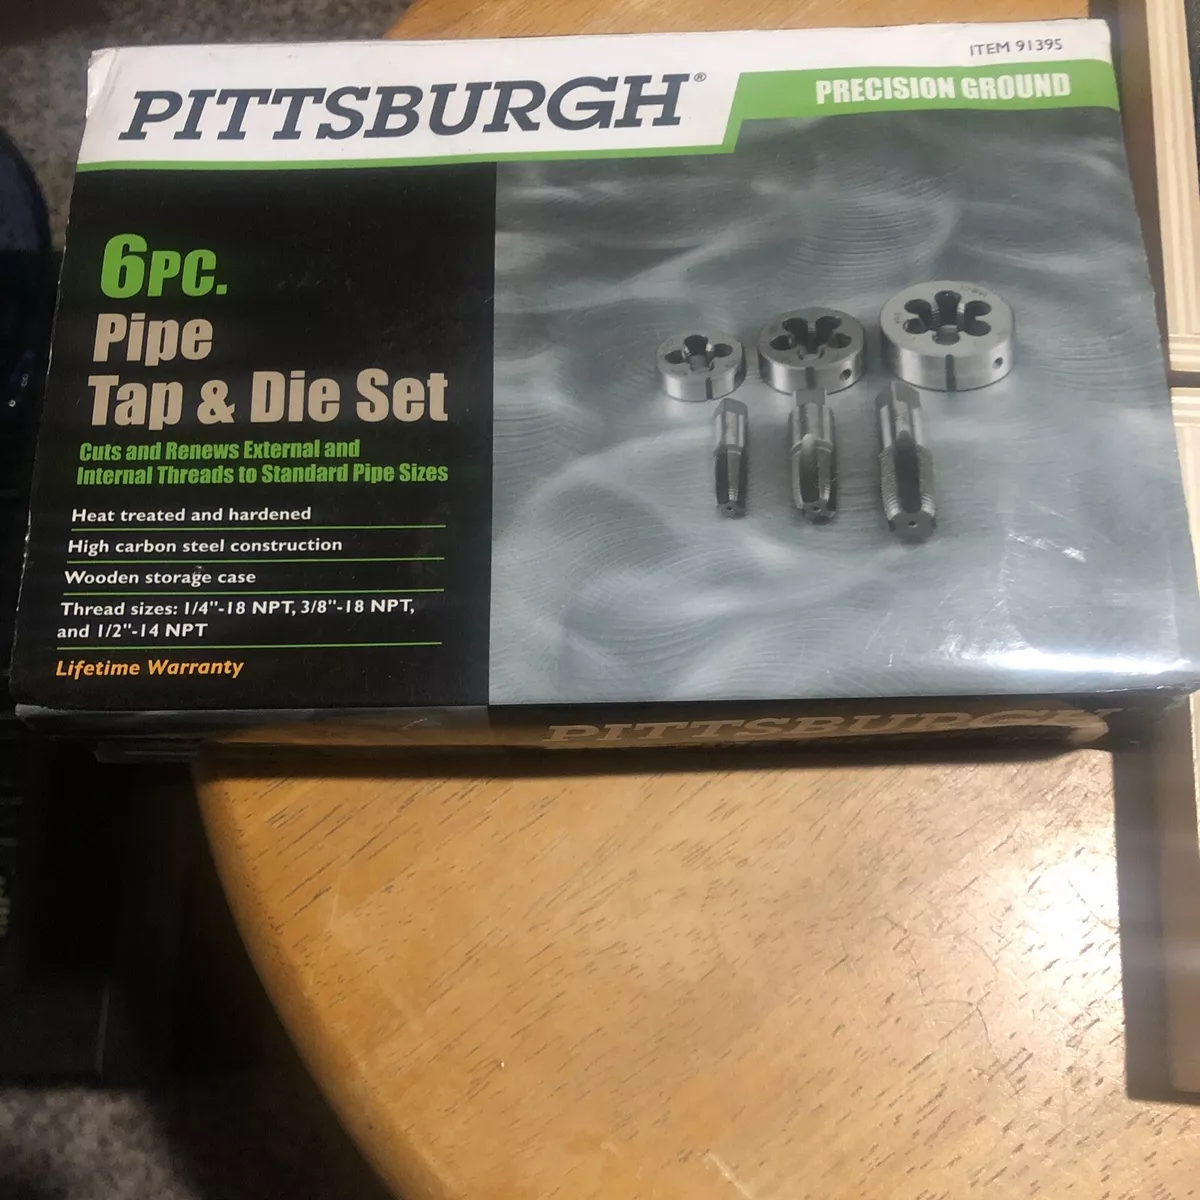 ITEM 91395
PITTSBURGH®
PRECISION GROUND
6PC.
Pipe
Tap & Die Set
Cuts and Renews External and
Internal Threads to Standard Pipe Sizes
Heat treated and hardened
High carbon steel construction
Wooden storage case
Thread sizes: 1/4"-18 NPT, 3/8"-18 NPT,
and 1/2"-14 NPT
Lifetime Warranty
PITTSBURGH